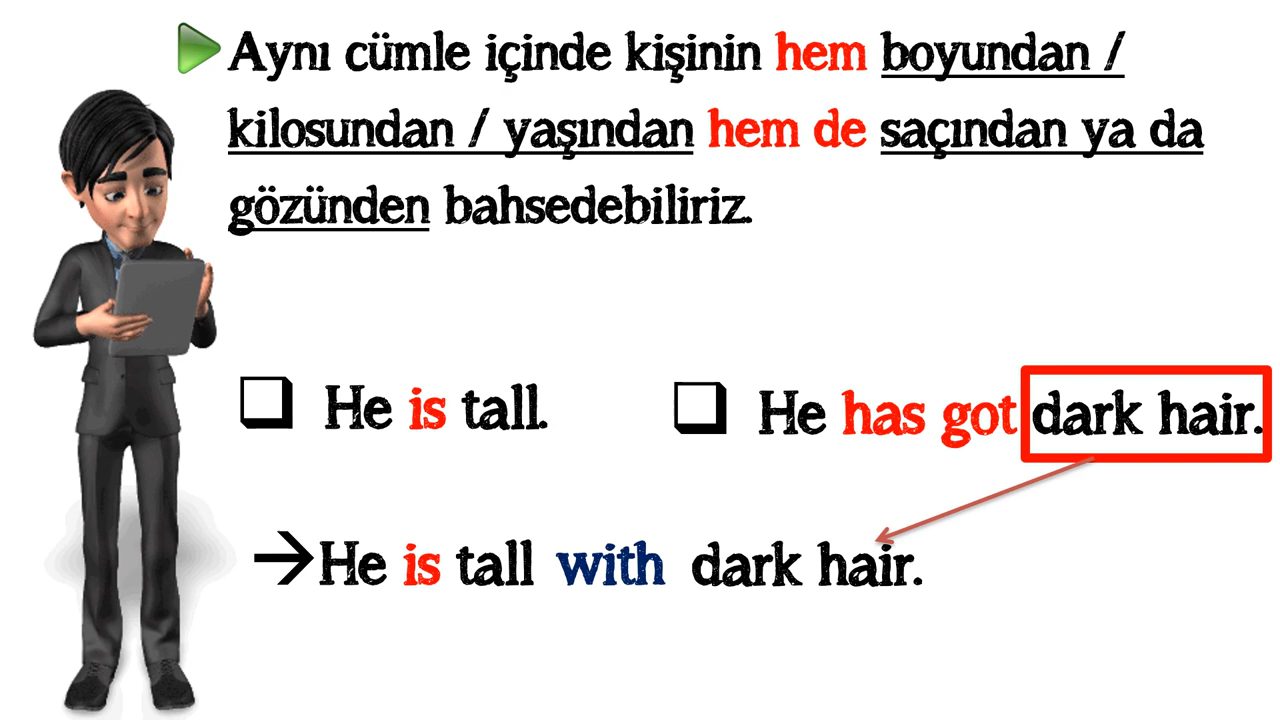 Aynı cümle içinde kişinin hem boyundan /
kilosundan / yaşından hem de saçından ya da
gözünden bahsedebiliriz.
He is tall.
He has got dark hair.
→He is tall with dark hair.